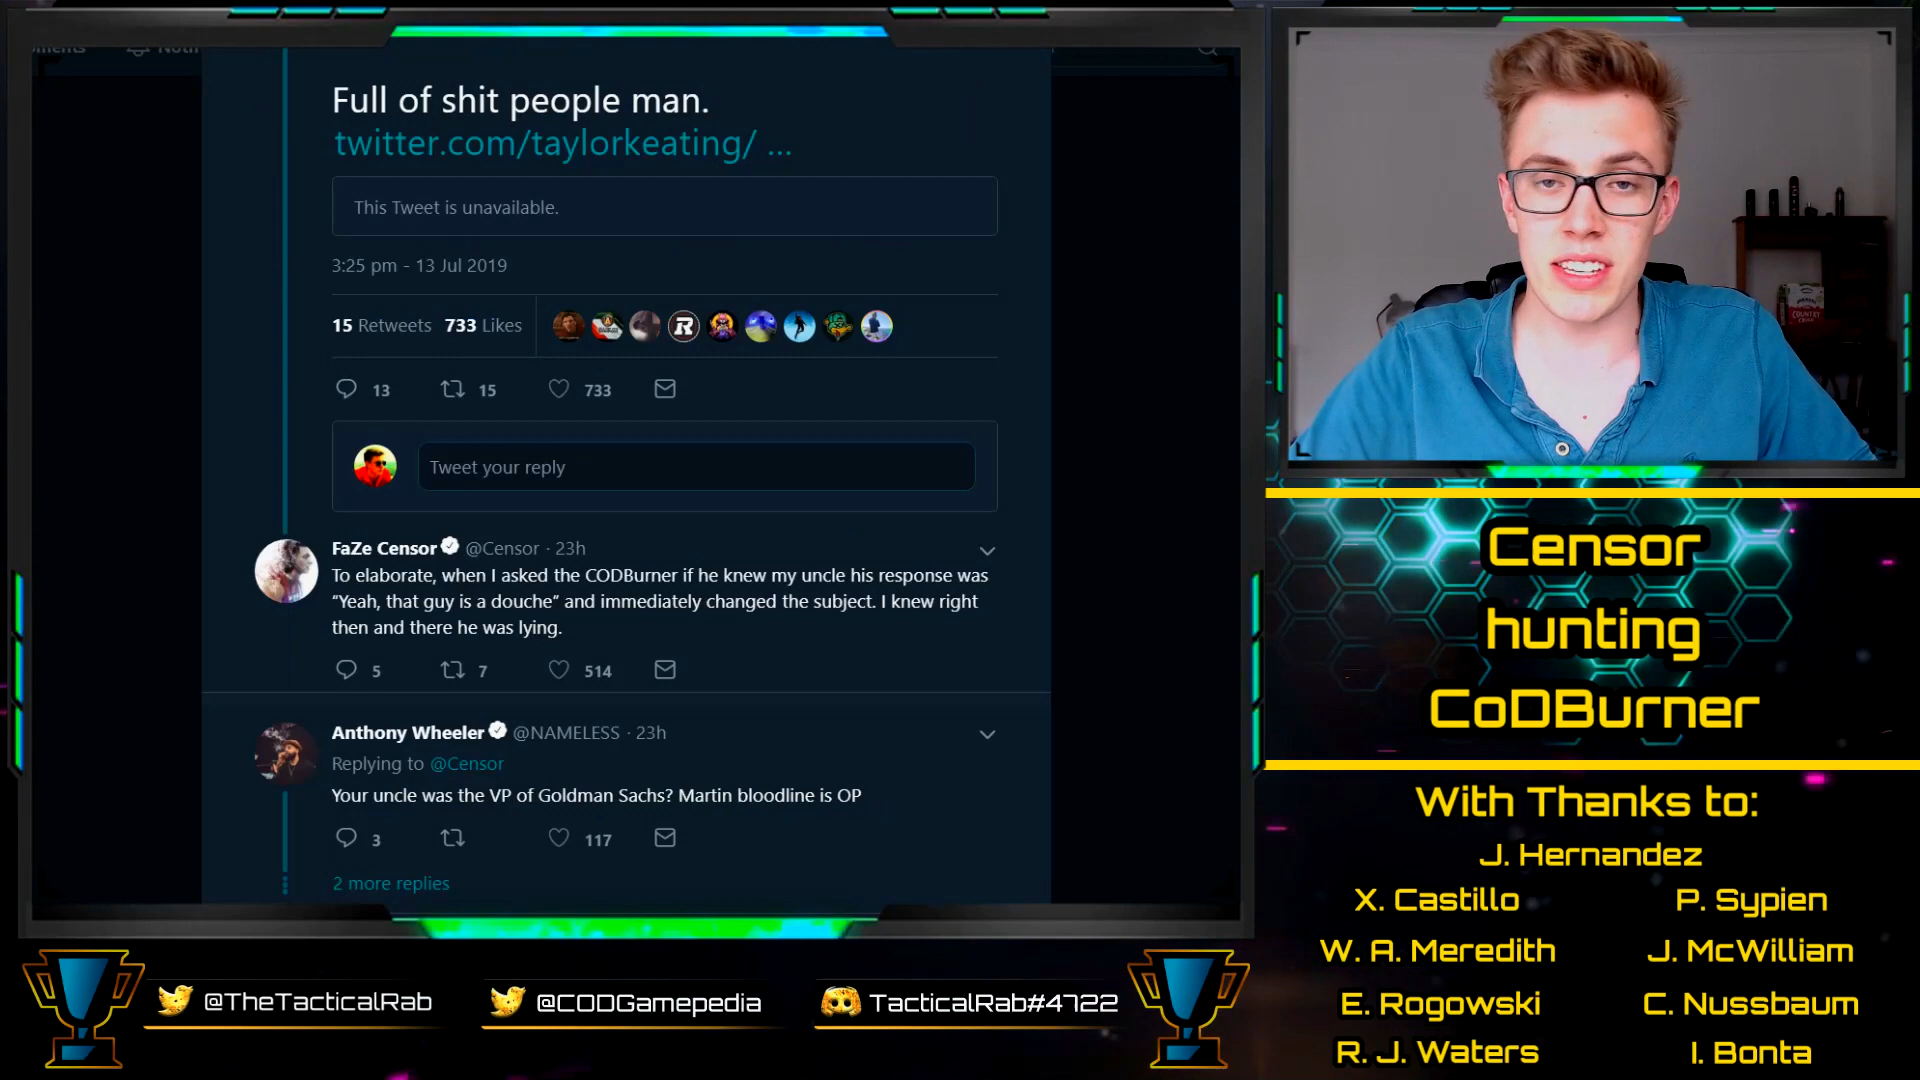 Full of shit people man.
twitter.com/taylorkeating/ ...
This Tweet is unavailable.
3:25 pm - 13 Jul 2019
15 Retweets 733 Likes
R
13 15 733
Tweet your reply
FaZe Censor @Censor · 23h
To elaborate, when I asked the CODBurner if he knew my uncle his response was
“Yeah, that guy is a douche” and immediately changed the subject. I knew right
then and there he was lying.
5 7 514
Anthony Wheeler @NAMELESS · 23h
Replying to @Censor
Your uncle was the VP of Goldman Sachs? Martin bloodline is OP
3 117
2 more replies
@TheTacticalRab
@CODGamepedia
TacticalRab#4722
COUNTRY
Censor
hunting
CoDBurner
With Thanks to:
J. Hernandez
X. Castillo P. Sypien
W. A. Meredith J. McWilliam
E. Rogowski C. Nussbaum
R. J. Waters I. Bonta